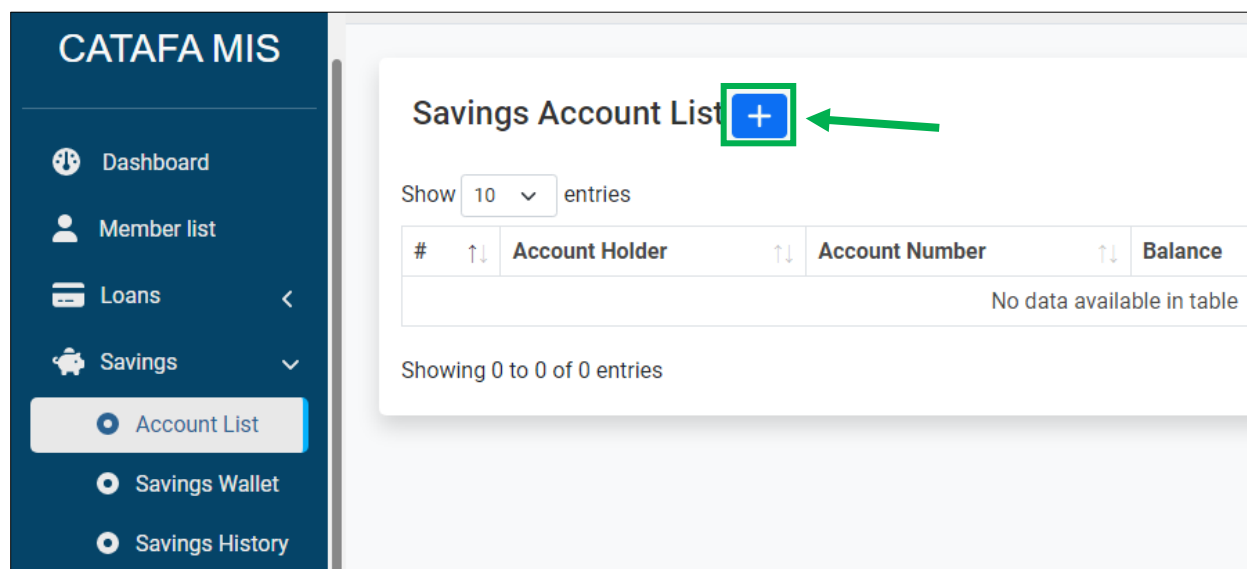 CATAFA MIS
Dashboard
Member list
Loans
Savings
Account List
Savings Wallet
Savings History
Savings Account List +
Show 10 entries
# Account Holder Account Number Balance
No data available in table
Showing 0 to 0 of 0 entries